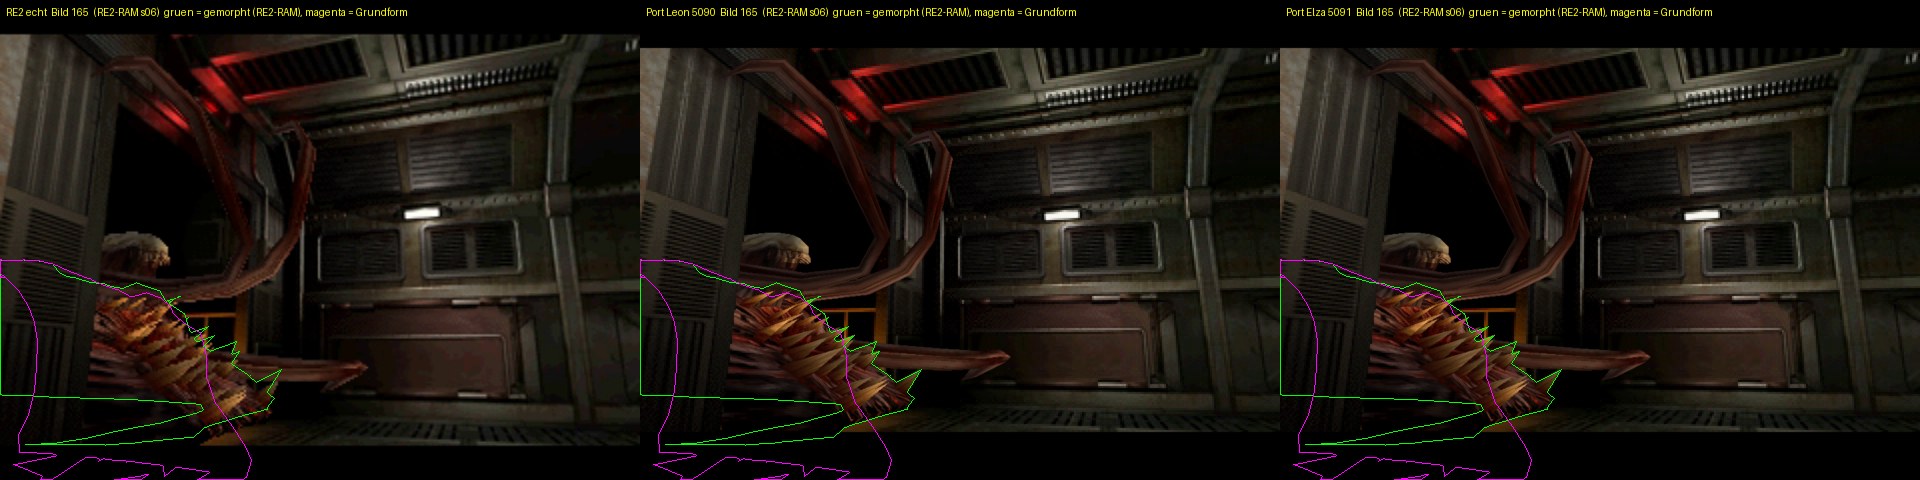 RE2 echt Bild 165 (RE2-RAM s06) gruen = gemorpht (RE2-RAM), magenta = Grundform
Port Leon 5090 Bild 165 (RE2-RAM s06) gruen = gemorpht (RE2-RAM), magenta = Grundform
Port Elza 5091 Bild 165 (RE2-RAM s06) gruen = gemorpht (RE2-RAM), magenta = Grundform